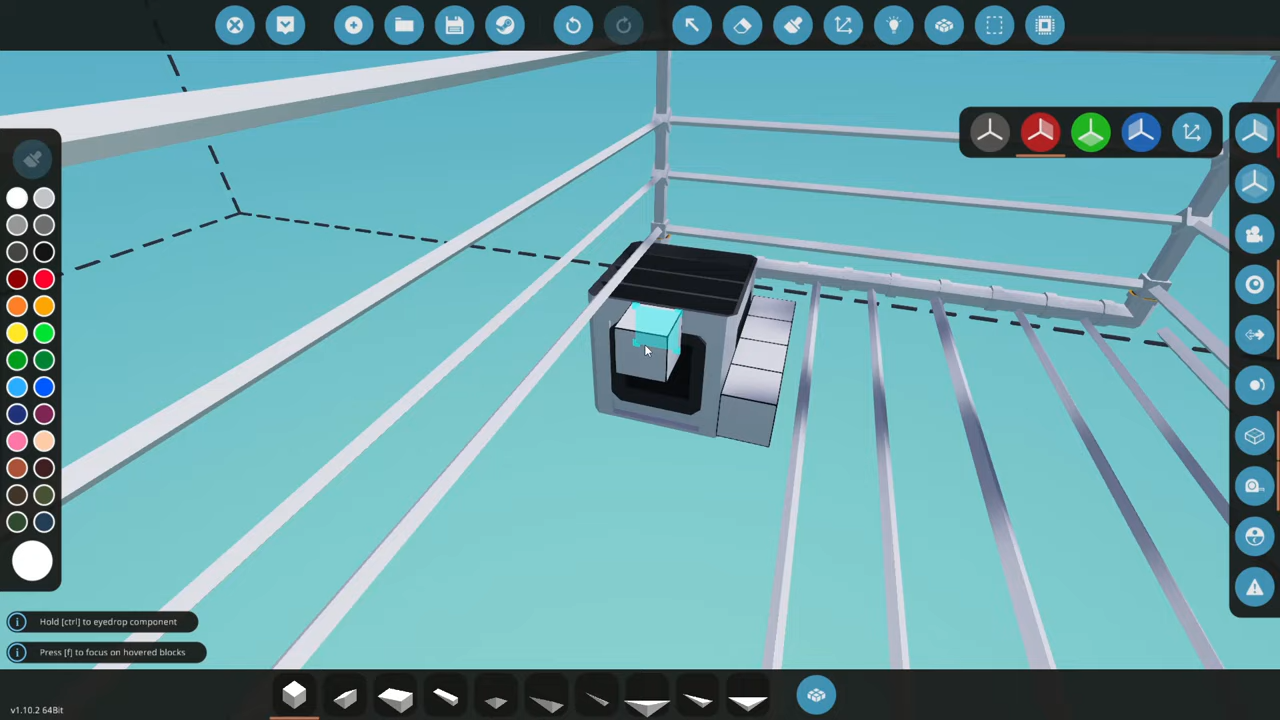 Hold [ctrl] to eyedrop component
Press [f] to focus on hovered blocks
v1.10.2 64Bit